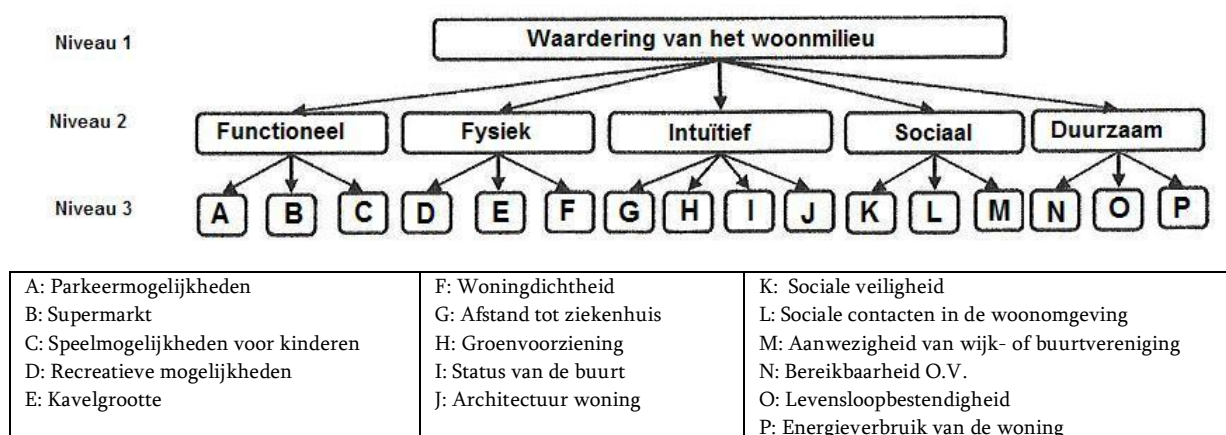 Niveau 1
Waardering van het woonmilieu
Niveau 2
Functioneel
Fysiek
Intuïtief
Sociaal
Duurzaam
Niveau 3
A B C D E F G H I J K L M N O P
A: Parkeermogelijkheden
B: Supermarkt
C: Speelmogelijkheden voor kinderen
D: Recreatieve mogelijkheden
E: Kavelgrootte
F: Woningdichtheid
G: Afstand tot ziekenhuis
H: Groenvoorziening
I: Status van de buurt
J: Architectuur woning
K: Sociale veiligheid
L: Sociale contacten in de woonomgeving
M: Aanwezigheid van wijk- of buurtvereniging
N: Bereikbaarheid O.V.
O: Levensloopbestendigheid
P: Energieverbruik van de woning